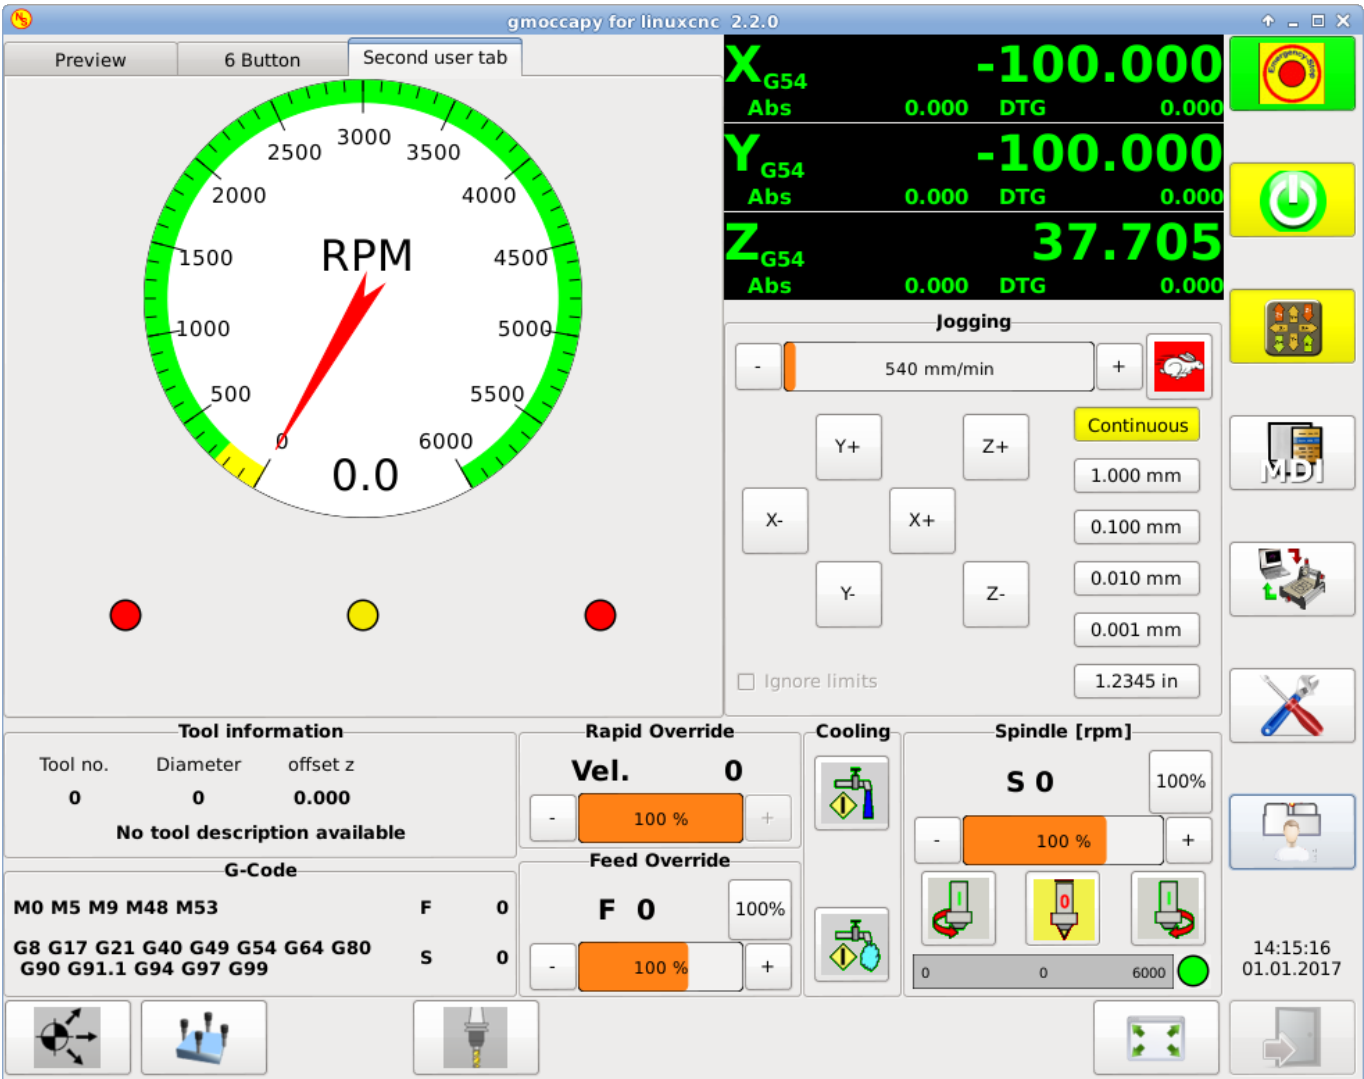 gmoccapy for linuxcnc 2.2.0
Preview
6 Button
Second user tab
3000
2500
3500
2000
4000
RPM
1500
4500
1000
5000
500
5500
0
6000
0.0
X G54 -100.000
Abs 0.000 DTG 0.000
Y G54 -100.000
Abs 0.000 DTG 0.000
Z G54 37.705
Abs 0.000 DTG 0.000
Jogging
- 540 mm/min +
Continuous
Y+ Z+
1.000 mm
X- X+
0.100 mm
0.010 mm
Y- Z-
0.001 mm
Ignore limits
1.2345 in
Emergency-Stop
MDI
Tool information
Tool no. Diameter offset z
0 0 0.000
No tool description available
G-Code
M0 M5 M9 M48 M53 F 0
G8 G17 G21 G40 G49 G54 G64 G80
G90 G91.1 G94 G97 G99
S 0
Rapid Override
Vel. 0
- 100 % +
Feed Override
F 0 100%
- 100 % +
Cooling
I
I
Spindle [rpm]
S 0 100%
- 100 % +
I 0 I
0 0 6000
14:15:16
01.01.2017